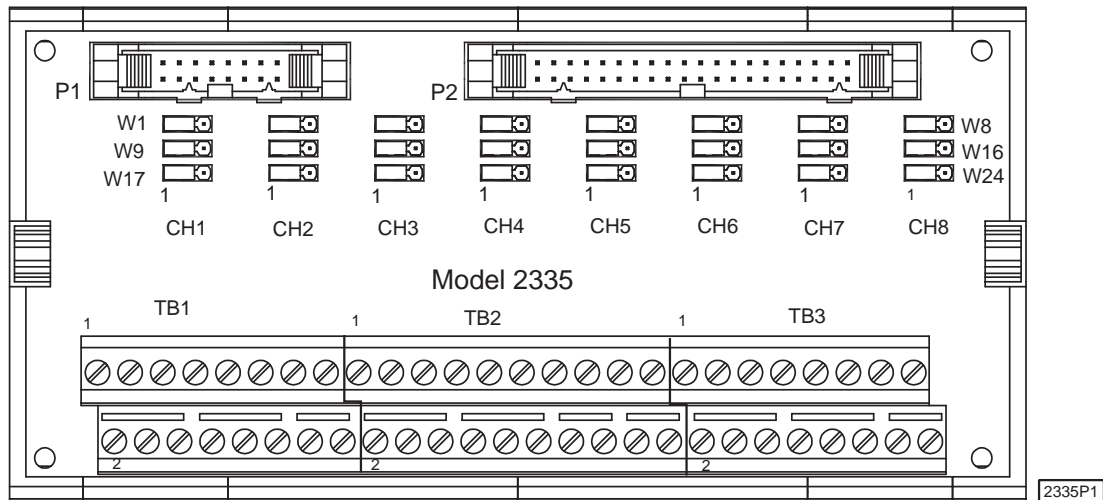 P1 P2
W1 W8
W9 W16
W17 W24
1 1 1 1 1 1 1 1
CH1 CH2 CH3 CH4 CH5 CH6 CH7 CH8
Model 2335
TB1 TB2 TB3
1 1 1
2 2 2
2335P1